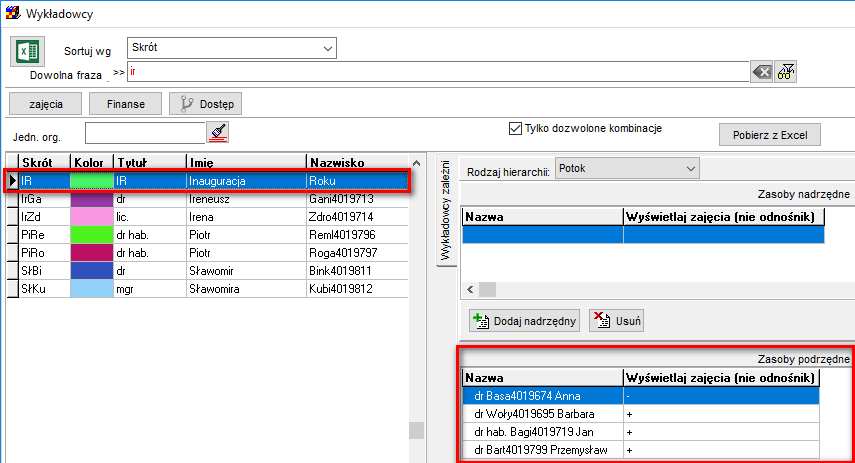 Wykładowcy
Sortuj wg Skrót
Dowolna fraza >> ir
zajęcia Finanse Dostęp
Jedn. org. Tylko dozwolone kombinacje Pobierz z Excel
Skrót Kolor Tytuł Imię Nazwisko
IR IR Inauguracja Roku
IrGa dr Ireneusz Gani4019713
IrZd lic. Irena Zdro4019714
PiRe dr hab. Piotr Reml4019796
PiRo dr hab. Piotr Roga4019797
SłBi dr Sławomir Bink4019811
SłKu mgr Sławomira Kubi4019812
Wykładowcy zależni
Rodzaj hierarchii: Potok
Zasoby nadrzędne
Nazwa Wyświetlaj zajęcia (nie odnośnik)
Dodaj nadrzędny Usuń
Zasoby podrzędne
Nazwa Wyświetlaj zajęcia (nie odnośnik)
dr Basa4019674 Anna -
dr Woły4019695 Barbara +
dr hab. Bagi4019719 Jan +
dr Bart4019799 Przemysław +